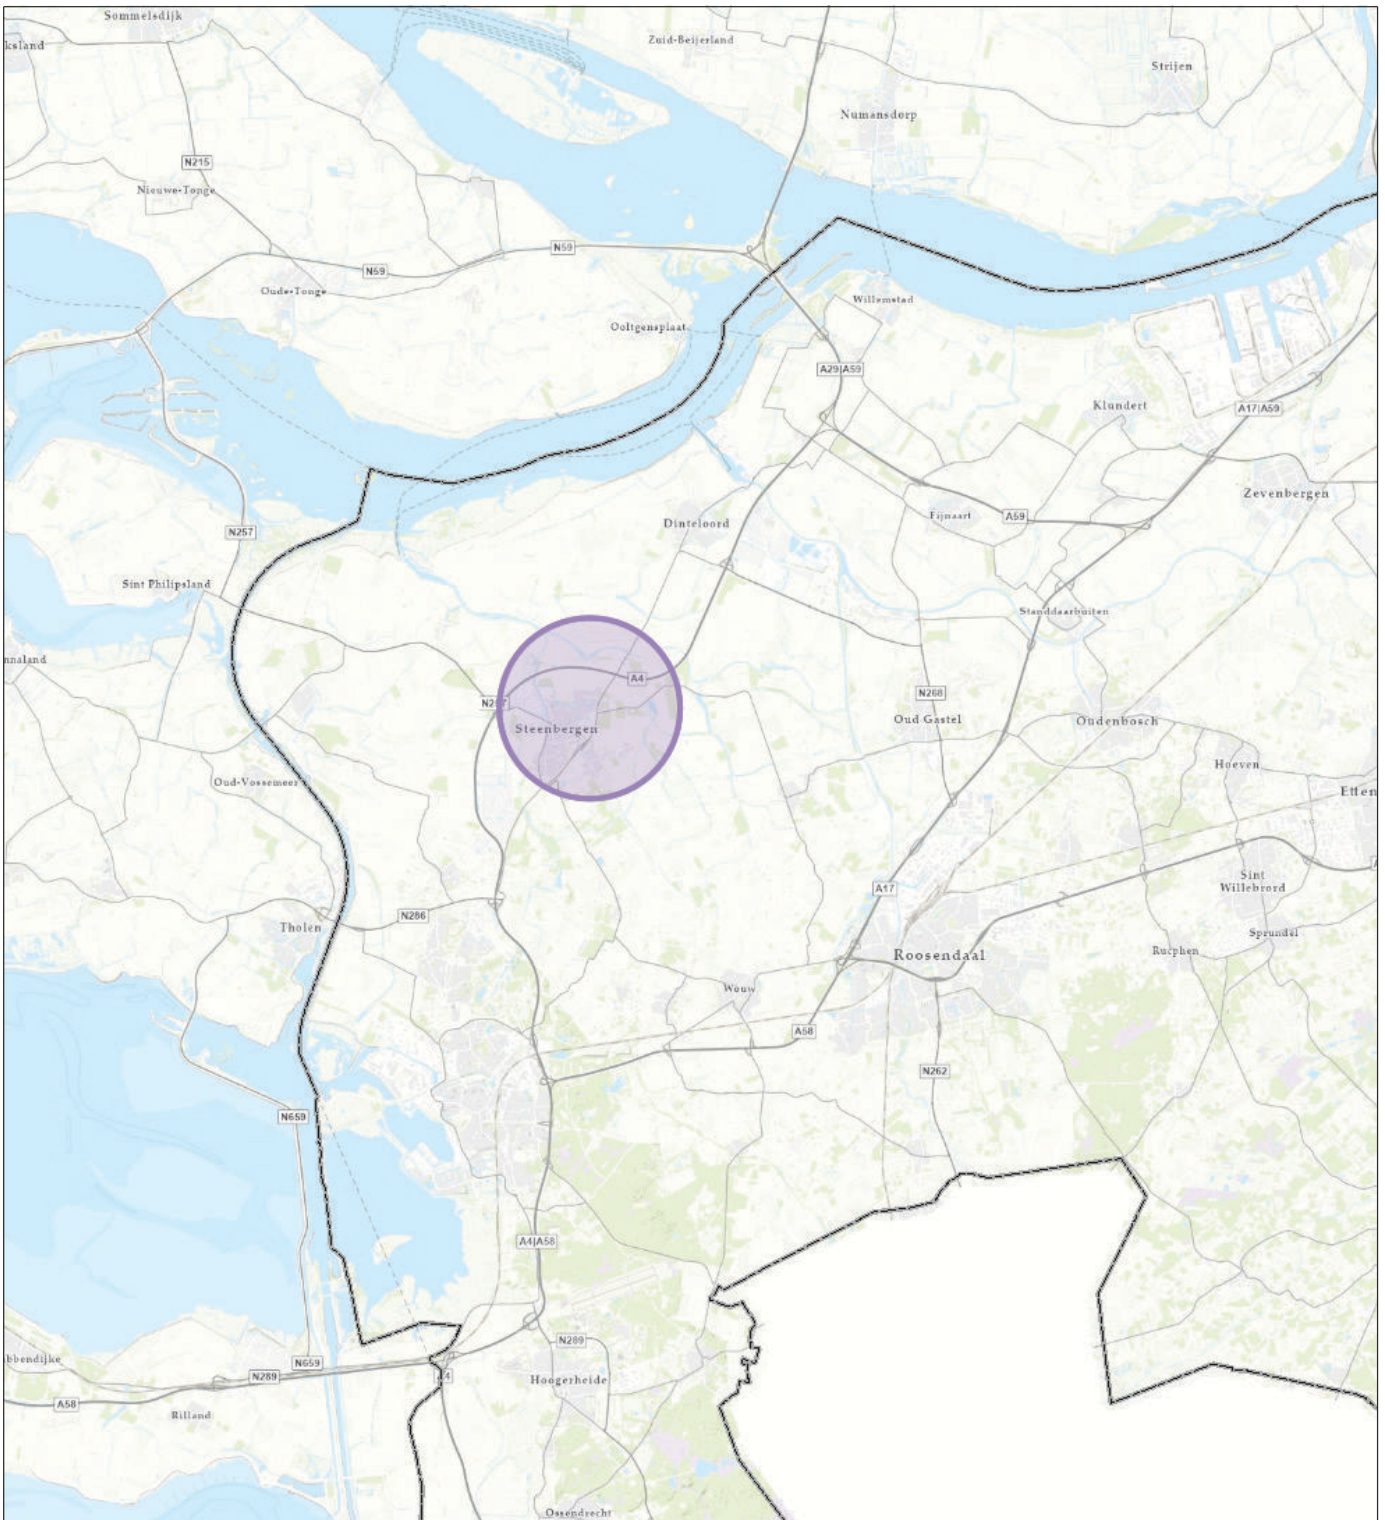 Sommelsdijk
ksland
Zuid-Beijerland
Strijen
Numansdorp
N215
Nieuwe-Tonge
N59
N59
Oude-Tonge
Willemstad
Ooltgensplaat
A29|A59
Klundert
A17|A59
Zevenbergen
Dinteloord
Fijnaart
A59
N257
Sint Philipsland
Standdaarbuiten
nnaland
A4
N257
N268
Oud Gastel
Oudenbosch
Steenbergen
Hoeven
Oud-Vossemeer
Etten
A17
Sint
Willebrord
N286
Tholen
Sprundel
Roosendaal
Rucphen
Wouw
A58
N262
N659
A4|A58
N289
bbendijke
N659
N289
Hoogerheide
A58
Rilland
Ossendrecht